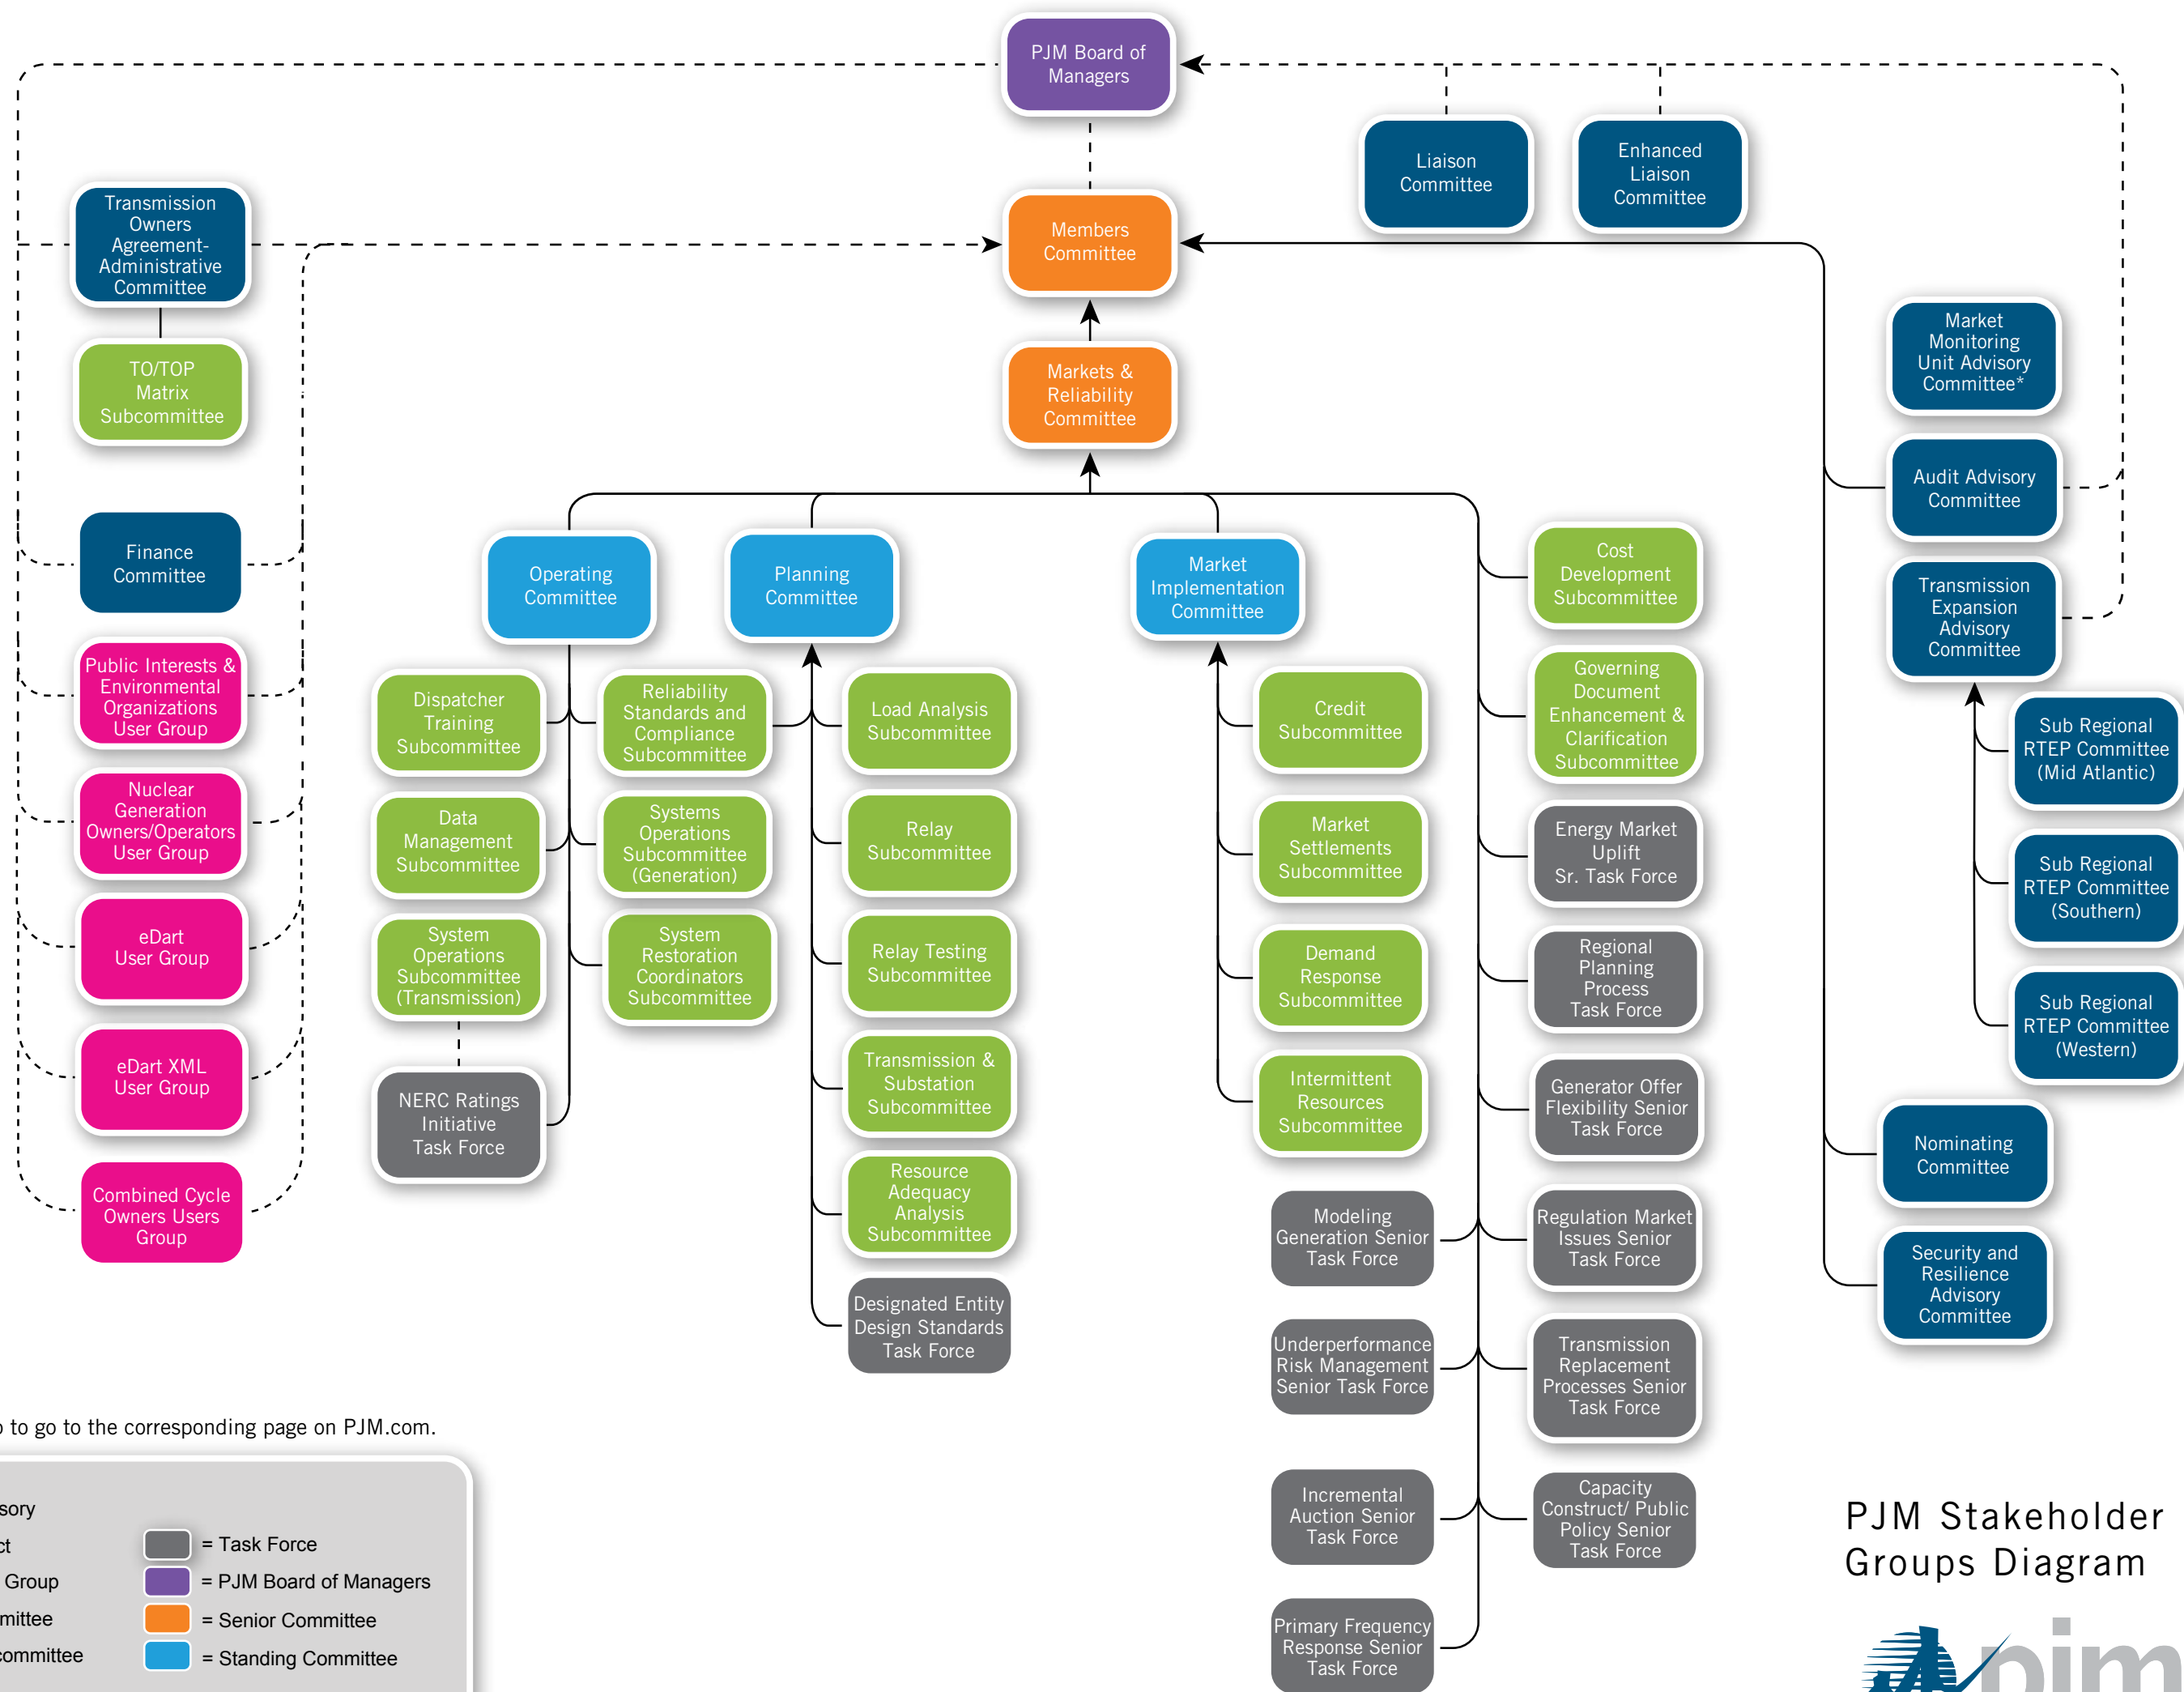 PJM Board of
Managers
Liaison
Committee
Enhanced
Liaison
Committee
Transmission
Owners
Agreement-
Administrative
Committee
Members
Committee
TO/TOP
Matrix
Subcommittee
Markets &
Reliability
Committee
Market
Monitoring
Unit Advisory
Committee*
Audit Advisory
Committee
Finance
Committee
Operating
Committee
Planning
Committee
Market
Implementation
Committee
Cost
Development
Subcommittee
Transmission
Expansion
Advisory
Committee
Public Interests &
Environmental
Organizations
User Group
Dispatcher
Training
Subcommittee
Reliability
Standards and
Compliance
Subcommittee
Load Analysis
Subcommittee
Credit
Subcommittee
Governing
Document
Enhancement &
Clarification
Subcommittee
Sub Regional
RTEP Committee
(Mid Atlantic)
Nuclear
Generation
Owners/Operators
User Group
Data
Management
Subcommittee
Systems
Operations
Subcommittee
(Generation)
Relay
Subcommittee
Market
Settlements
Subcommittee
Energy Market
Uplift
Sr. Task Force
Sub Regional
RTEP Committee
(Southern)
eDart
User Group
System
Operations
Subcommittee
(Transmission)
System
Restoration
Coordinators
Subcommittee
Relay Testing
Subcommittee
Demand
Response
Subcommittee
Regional
Planning
Process
Task Force
Sub Regional
RTEP Committee
(Western)
eDart XML
User Group
NERC Ratings
Initiative
Task Force
Transmission &
Substation
Subcommittee
Intermittent
Resources
Subcommittee
Generator Offer
Flexibility Senior
Task Force
Nominating
Committee
Combined Cycle
Owners Users
Group
Resource
Adequacy
Analysis
Subcommittee
Modeling
Generation Senior
Task Force
Regulation Market
Issues Senior
Task Force
Security and
Resilience
Advisory
Committee
Designated Entity
Design Standards
Task Force
Underperformance
Risk Management
Senior Task Force
Transmission
Replacement
Processes Senior
Task Force
to go to the corresponding page on PJM.com.
Incremental
Auction Senior
Task Force
Capacity
Construct/ Public
Policy Senior
Task Force
Primary Frequency
Response Senior
Task Force
Group
= Task Force
= PJM Board of Managers
= Senior Committee
= Standing Committee
PJM Stakeholder
Groups Diagram
pjm